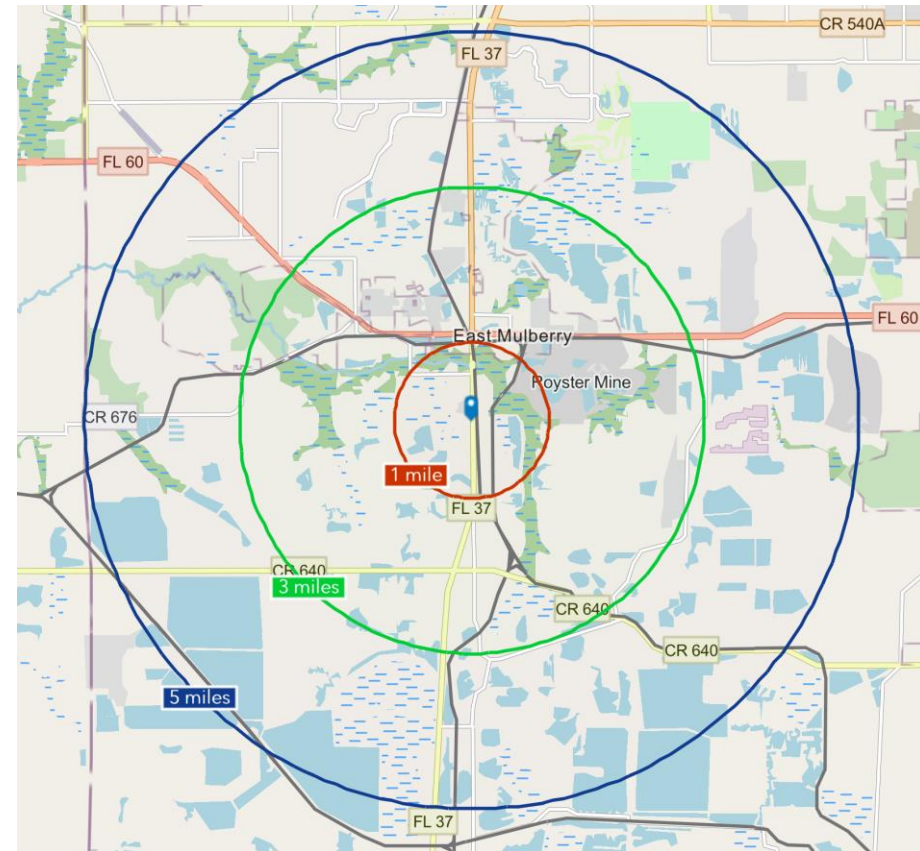 CR 540A
FL 37
FL 60
FL 60
East Mulberry
Royster Mine
CR 676
1 mile
FL 37
CR 640
3 miles
CR 640
CR 640
5 miles
FL 37